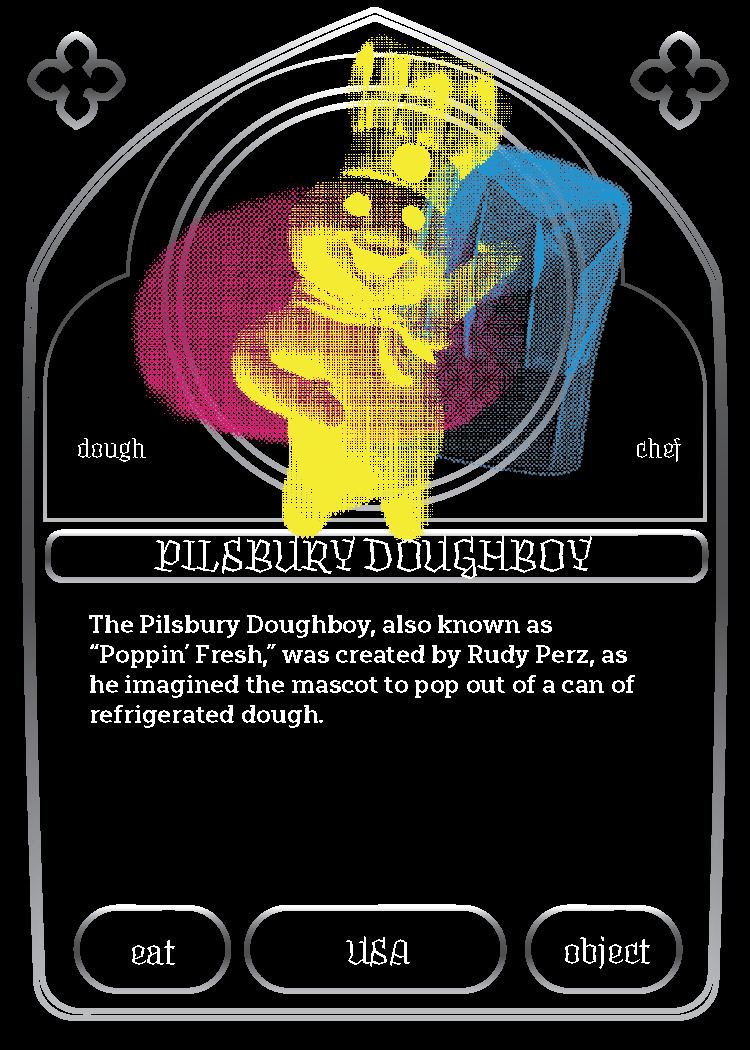 dough
chef
PILSBURY DOUGHBOY
The Pilsbury Doughboy, also known as
“Poppin’ Fresh,” was created by Rudy Perz, as
he imagined the mascot to pop out of a can of
refrigerated dough.
eat
USA
object